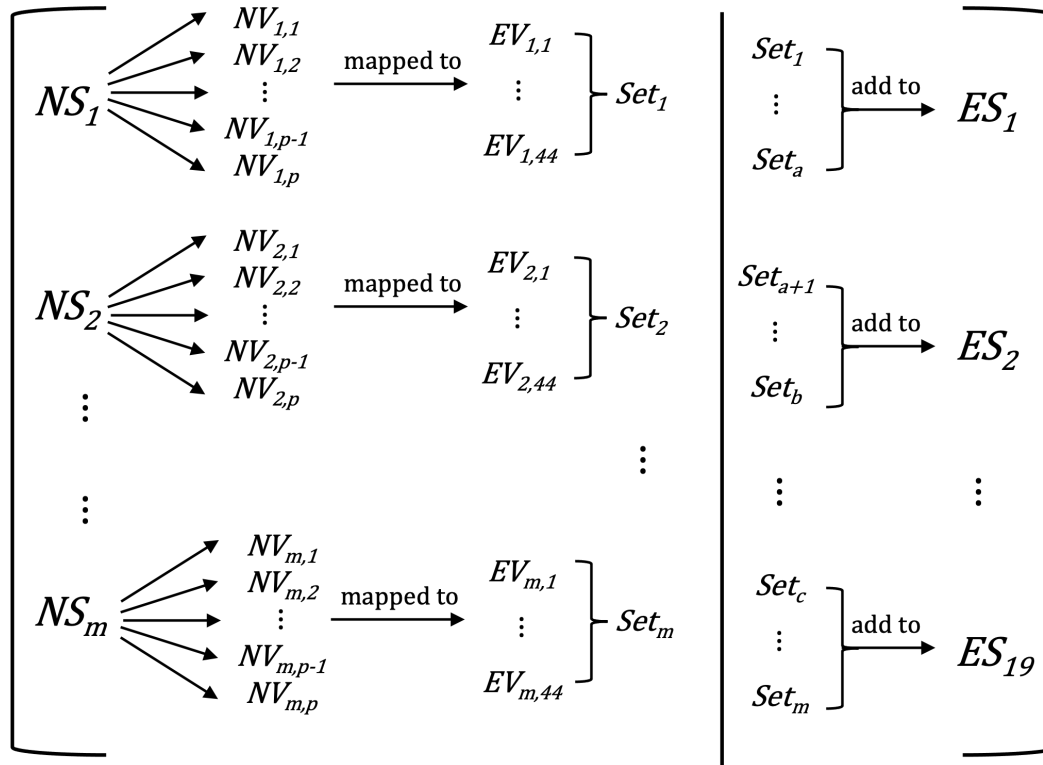 NS₁
NV₁,₁
NV₁,₂
⋮
NV₁,ₚ₋₁
NV₁,ₚ
mapped to
EV₁,₁
⋮
EV₁,₄₄
Set₁
NS₂
NV₂,₁
NV₂,₂
⋮
NV₂,ₚ₋₁
NV₂,ₚ
mapped to
EV₂,₁
⋮
EV₂,₄₄
Set₂
⋮
⋮
⋮
NSₘ
NVₘ,₁
NVₘ,₂
⋮
NVₘ,ₚ₋₁
NVₘ,ₚ
mapped to
EVₘ,₁
⋮
EVₘ,₄₄
Setₘ
Set₁
⋮
Setₐ
add to
ES₁
Setₐ₊₁
⋮
Set_b
add to
ES₂
⋮
⋮
Set_c
⋮
Setₘ
add to
ES₁₉